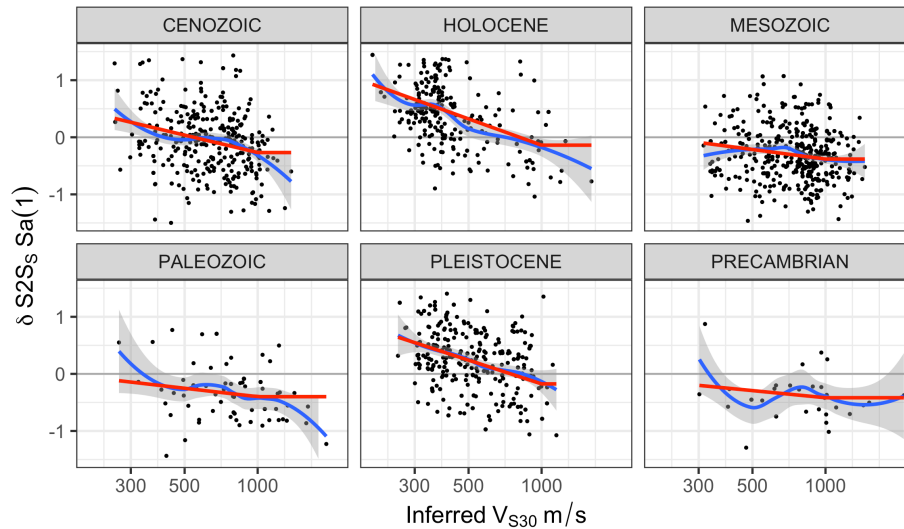 CENOZOIC HOLOCENE MESOZOIC
1
0
-1
PALEOZOIC PLEISTOCENE PRECAMBRIAN
1
0
-1
300 500 1000 300 500 1000 300 500 1000
δ S2S_S Sa(1)
Inferred V_S30 m/s